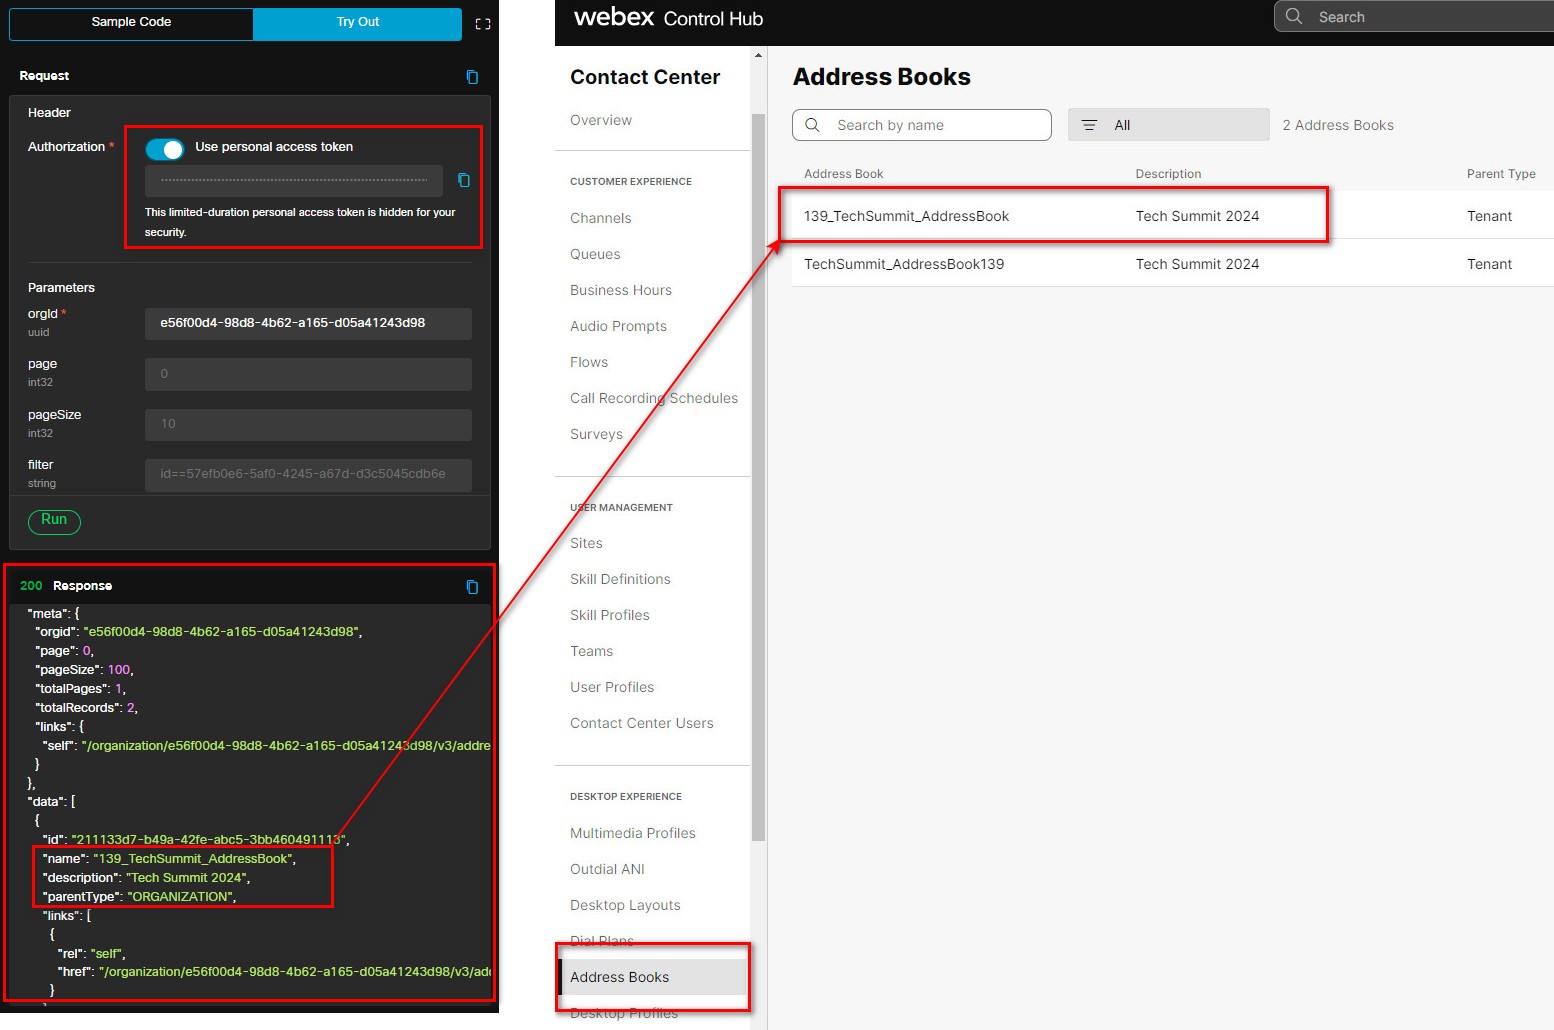 Sample Code
Try Out
Request
Header
Authorization *
Use personal access token
This limited-duration personal access token is hidden for your
security.
Parameters
orgId *
uuid
e56f00d4-98d8-4b62-a165-d05a41243d98
page
int32
0
pageSize
int32
10
filter
string
id==57efb0e6-5af0-4245-a67d-d3c5045cdb6e
Run
200 Response
"meta": {
"orgid": "e56f00d4-98d8-4b62-a165-d05a41243d98",
"page": 0,
"pageSize": 100,
"totalPages": 1,
"totalRecords": 2,
"links": {
"self": "/organization/e56f00d4-98d8-4b62-a165-d05a41243d98/v3/addre
}
},
"data": [
{
"id": "211133d7-b49a-42fe-abc5-3bb460491113",
"name": "139_TechSummit_AddressBook",
"description": "Tech Summit 2024",
"parentType": "ORGANIZATION",
"links": [
{
"rel": "self",
"href": "/organization/e56f00d4-98d8-4b62-a165-d05a41243d98/v3/add
}
webex Control Hub
Search
Contact Center
Overview
CUSTOMER EXPERIENCE
Channels
Queues
Business Hours
Audio Prompts
Flows
Call Recording Schedules
Surveys
USER MANAGEMENT
Sites
Skill Definitions
Skill Profiles
Teams
User Profiles
Contact Center Users
DESKTOP EXPERIENCE
Multimedia Profiles
Outdial ANI
Desktop Layouts
Dial Plans
Address Books
Desktop Profiles
Address Books
Search by name
All
2 Address Books
Address Book Description Parent Type
139_TechSummit_AddressBook Tech Summit 2024 Tenant
TechSummit_AddressBook139 Tech Summit 2024 Tenant